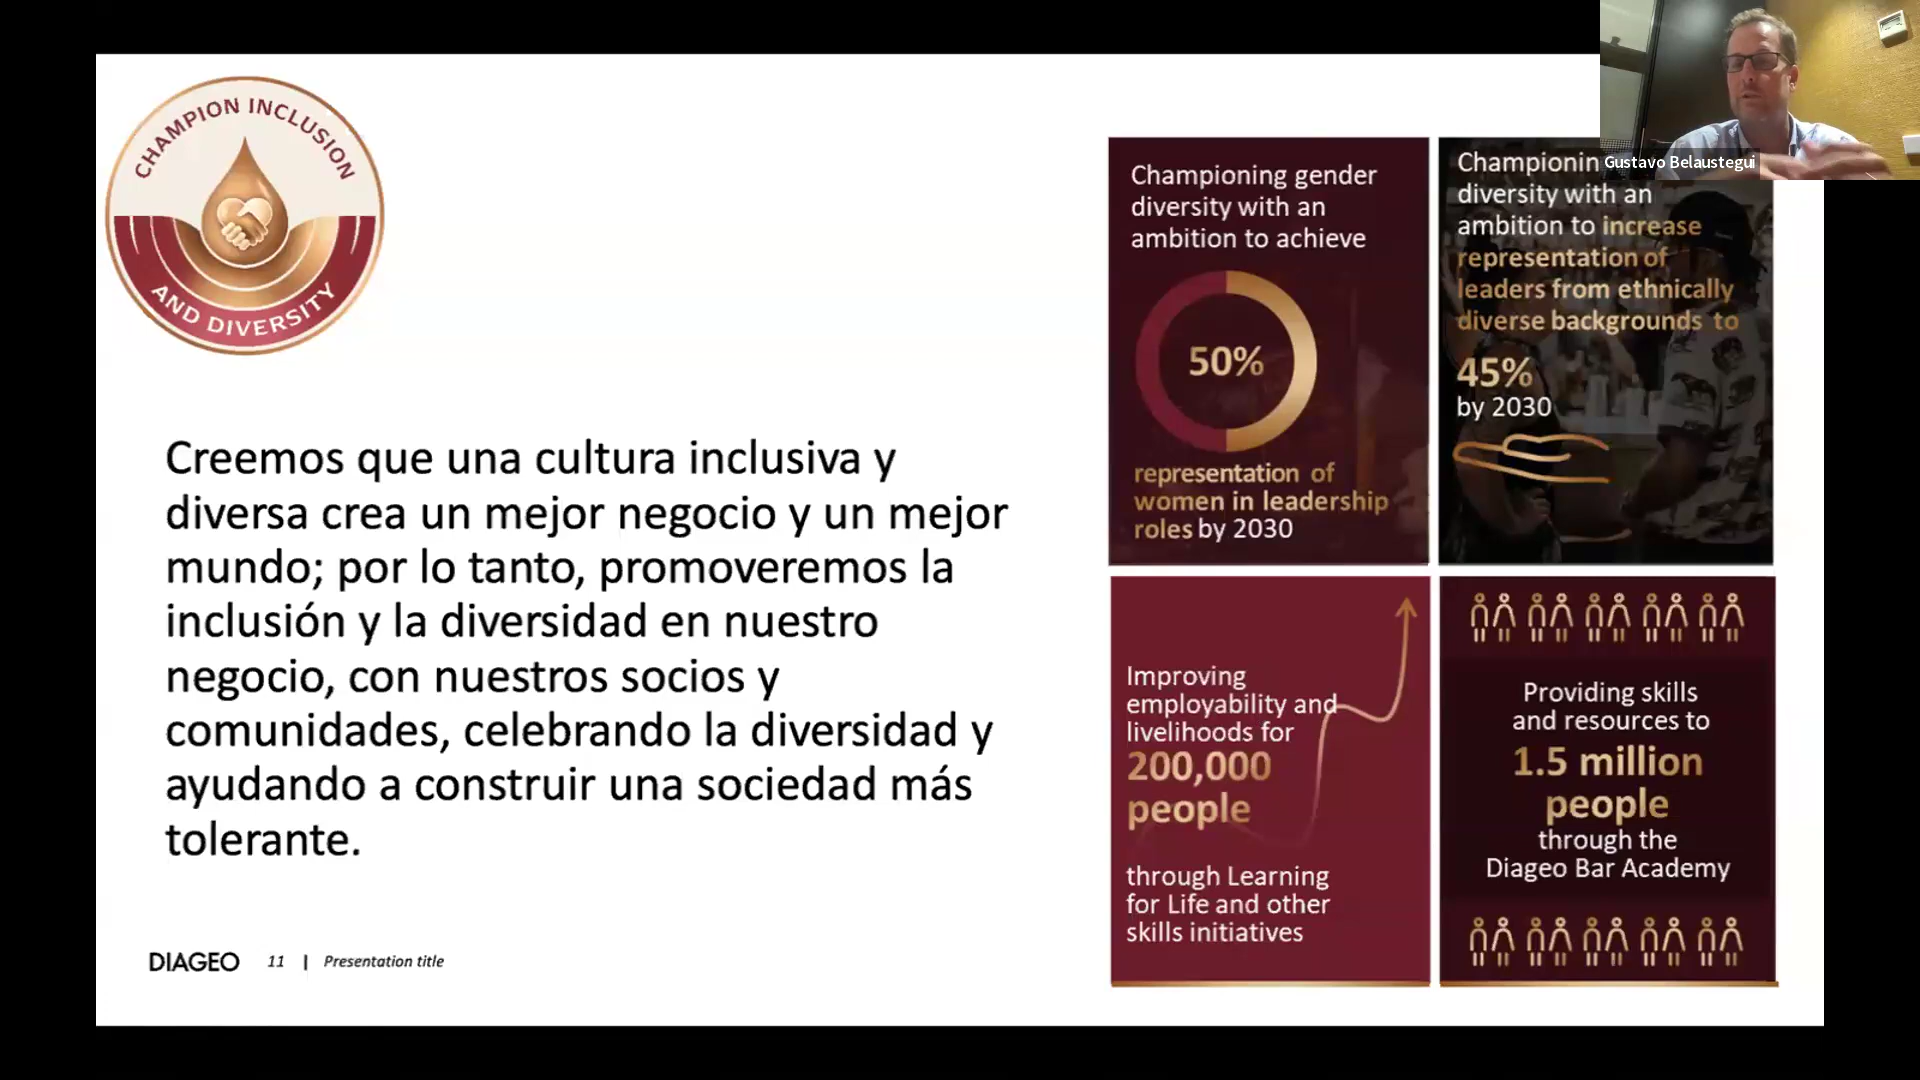 CHAMPION INCLUSION
AND DIVERSITY
Creemos que una cultura inclusiva y
diversa crea un mejor negocio y un mejor
mundo; por lo tanto, promoveremos la
inclusión y la diversidad en nuestro
negocio, con nuestros socios y
comunidades, celebrando la diversidad y
ayudando a construir una sociedad más
tolerante.
DIAGEO 11 | Presentation title
Championing gender
diversity with an
ambition to achieve
50%
representation of
women in leadership
roles by 2030
Championin
diversity with an
ambition to increase
representation of
leaders from ethnically
diverse backgrounds to
45%
by 2030
Improving
employability and
livelihoods for
200,000
people
through Learning
for Life and other
skills initiatives
Providing skills
and resources to
1.5 million
people
through the
Diageo Bar Academy
Gustavo Belaustegui